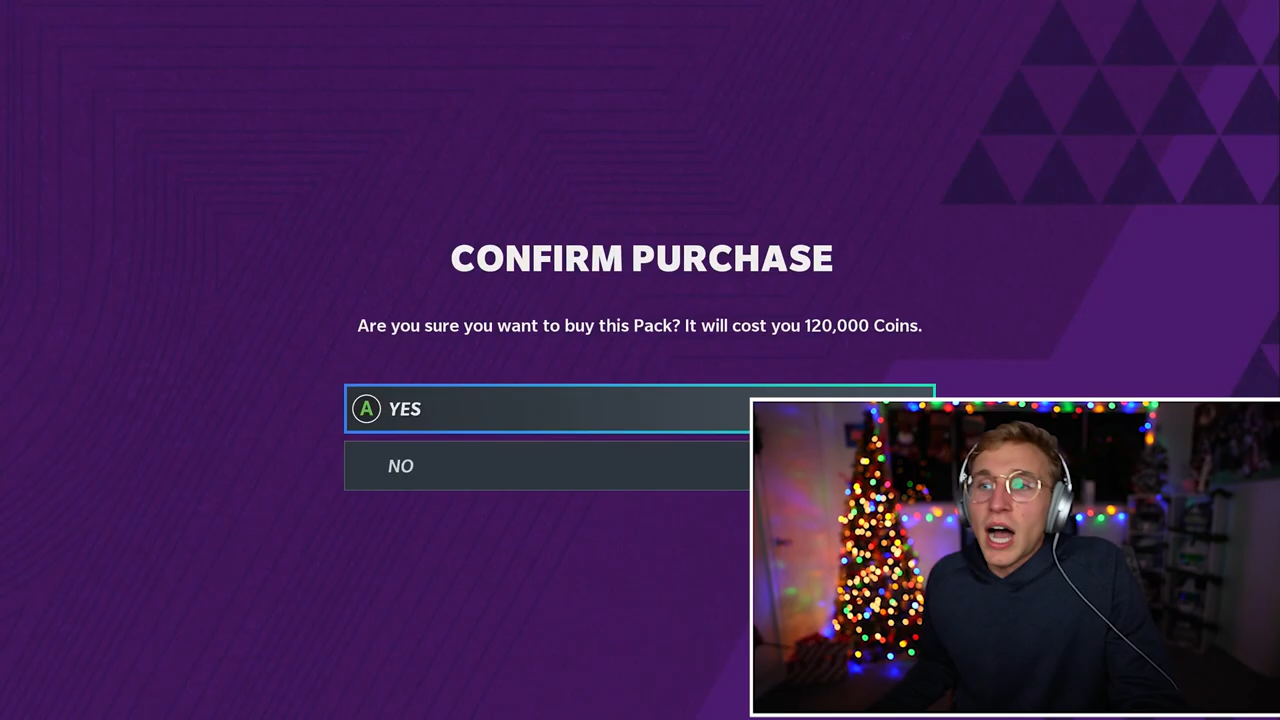 CONFIRM PURCHASE
Are you sure you want to buy this Pack? It will cost you 120,000 Coins.
A YES
NO